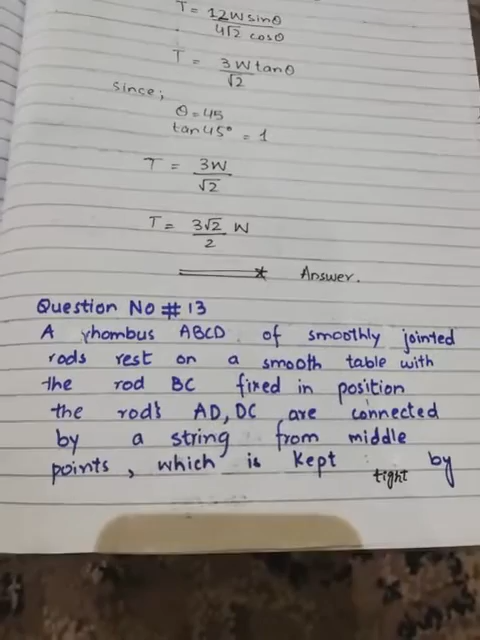 T = 12W sinθ
4√2 cosθ
T = 3W tanθ
√2
since;
θ = 45
tan45° = 1
T = 3W
√2
T = 3√2 W
2
Answer.
Question No # 13
A rhombus ABCD of smoothly jointed
rods rest on a smooth table with
the rod BC fixed in position
the rods AD, DC are connected
by a string from middle
points, which is kept tight by